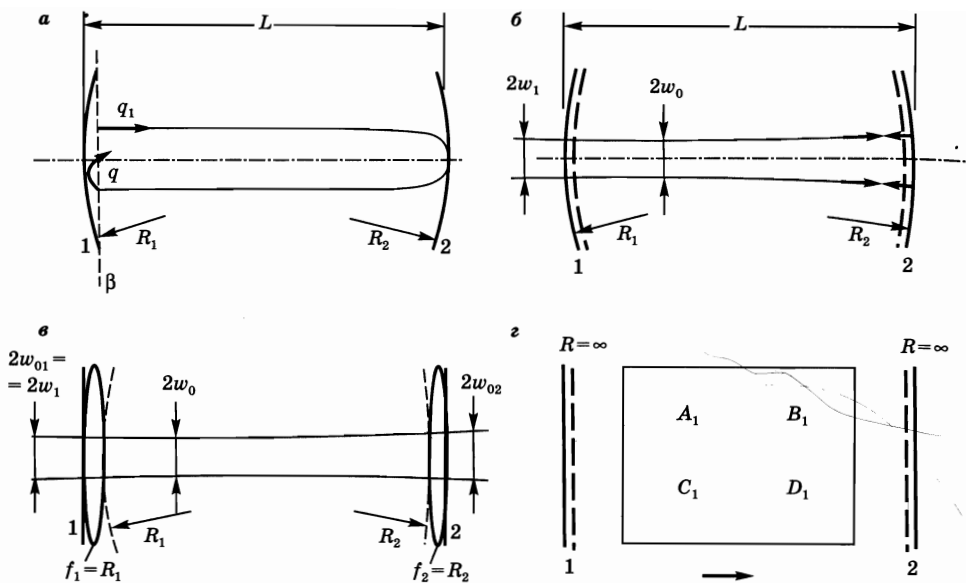 а
L
q₁
q
1
R₁
R₂
2
β
б
L
2w₁
2w₀
R₁
R₂
1
2
в
2w₀₁ =
= 2w₁
2w₀
2w₀₂
1
R₁
R₂
2
f₁ = R₁
f₂ = R₂
г
R = ∞
R = ∞
A₁
B₁
C₁
D₁
1
2